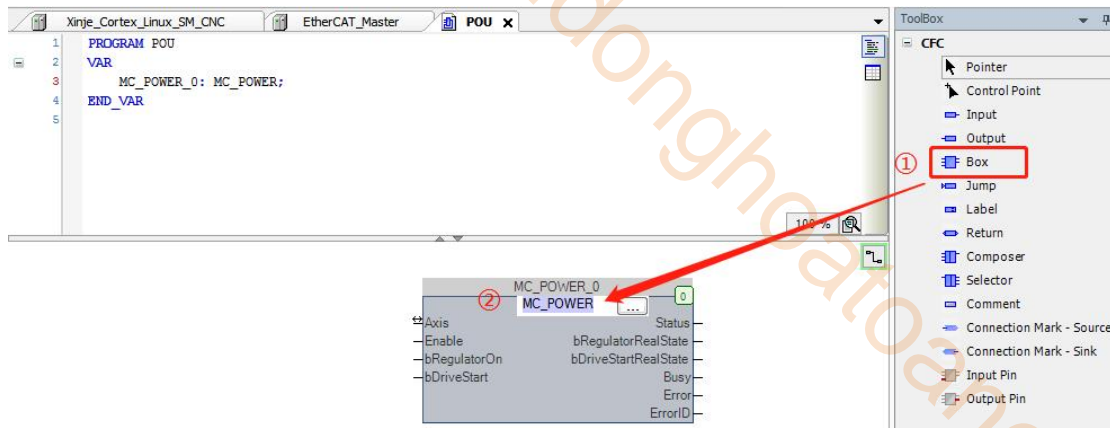 Xinje_Cortex_Linux_SM_CNC
EtherCAT_Master
POU
1 PROGRAM POU
2 VAR
3 MC_POWER_0: MC_POWER;
4 END_VAR
5
ToolBox
CFC
Pointer
Control Point
Input
Output
① Box
Jump
Label
Return
Composer
Selector
Comment
Connection Mark - Source
Connection Mark - Sink
Input Pin
Output Pin
100 %
MC_POWER_0
② MC_POWER ... 0
Axis Status
Enable bRegulatorRealState
bRegulatorOn bDriveStartRealState
bDriveStart Busy
Error
ErrorID